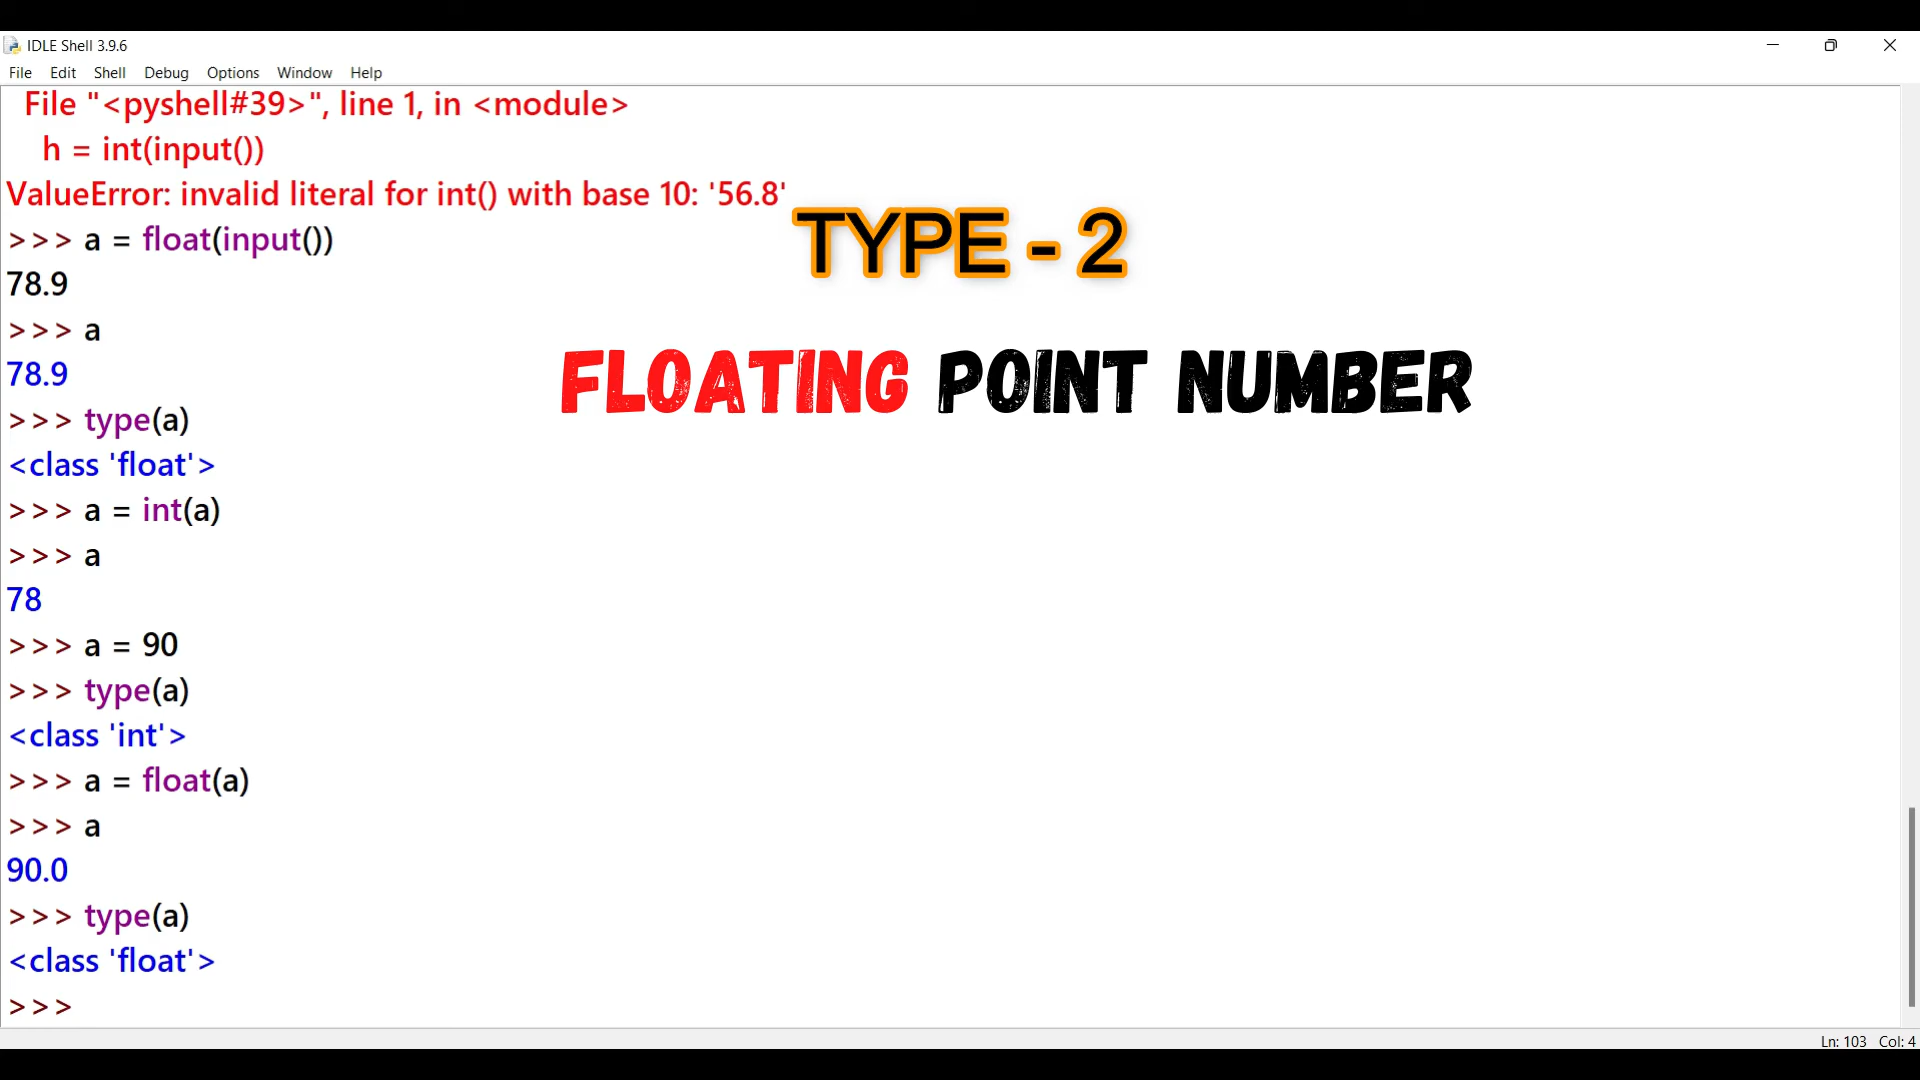 IDLE Shell 3.9.6
File Edit Shell Debug Options Window Help
File "<pyshell#39>", line 1, in <module>
h = int(input())
ValueError: invalid literal for int() with base 10: '56.8'
>>> a = float(input())
78.9
>>> a
78.9
>>> type(a)
<class 'float'>
>>> a = int(a)
>>> a
78
>>> a = 90
>>> type(a)
<class 'int'>
>>> a = float(a)
>>> a
90.0
>>> type(a)
<class 'float'>
>>>
TYPE - 2
FLOATING POINT NUMBER
Ln: 103 Col: 4